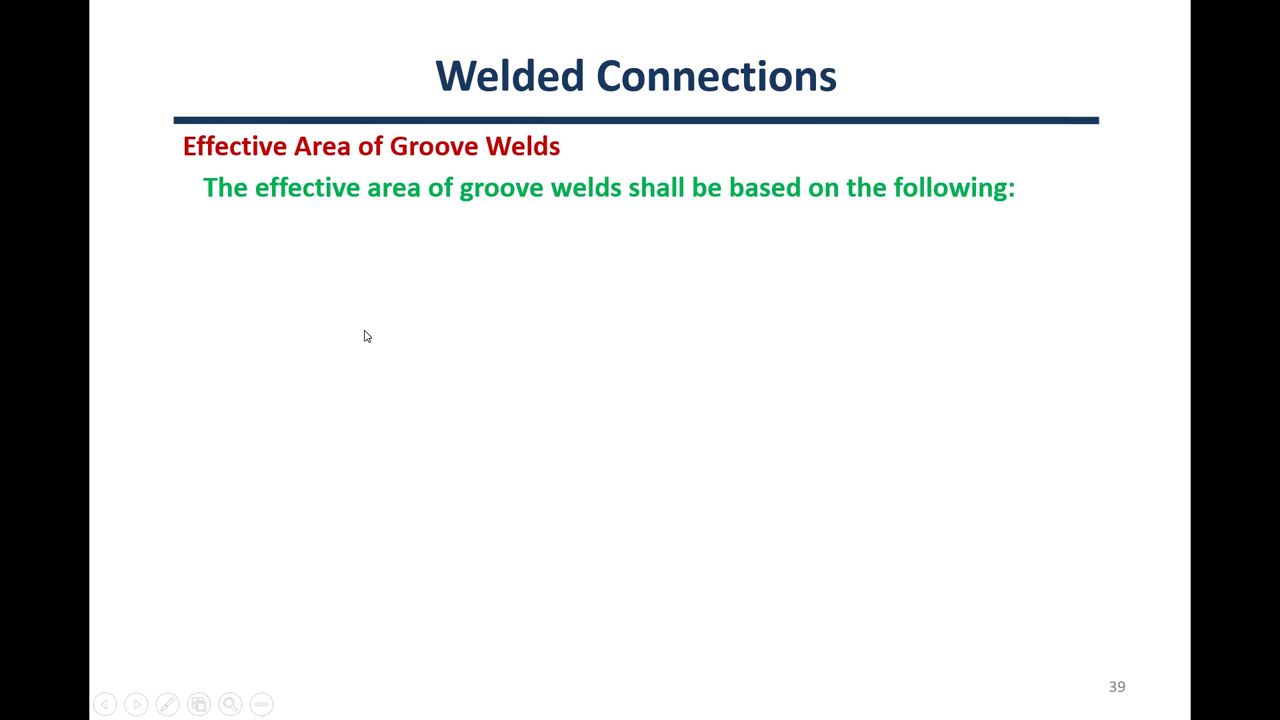 Welded Connections
Effective Area of Groove Welds
The effective area of groove welds shall be based on the following:
39